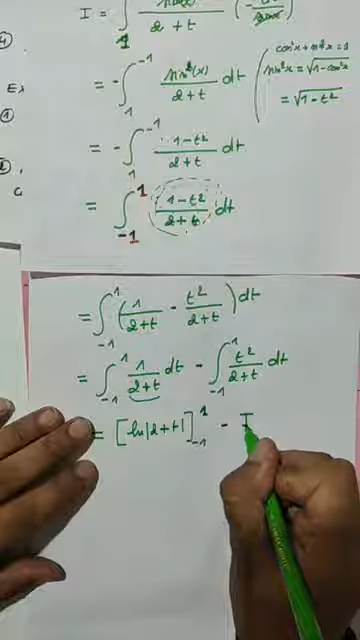 I = ∫
1
2 + t
= - ∫₁⁻¹ sin²(x) / 2 + t dt
cos²x + sin²x = 1
sin²x = √1-cos²x
= √1-t²
= - ∫₁⁻¹ 1-t² / 2+t dt
= ∫₋₁¹ 1-t² / 2+t dt
= ∫₋₁¹ (1 / 2+t - t² / 2+t) dt
= ∫₋₁¹ 1 / 2+t dt - ∫₋₁¹ t² / 2+t dt
= [ln|2+t|]₋₁¹ - I